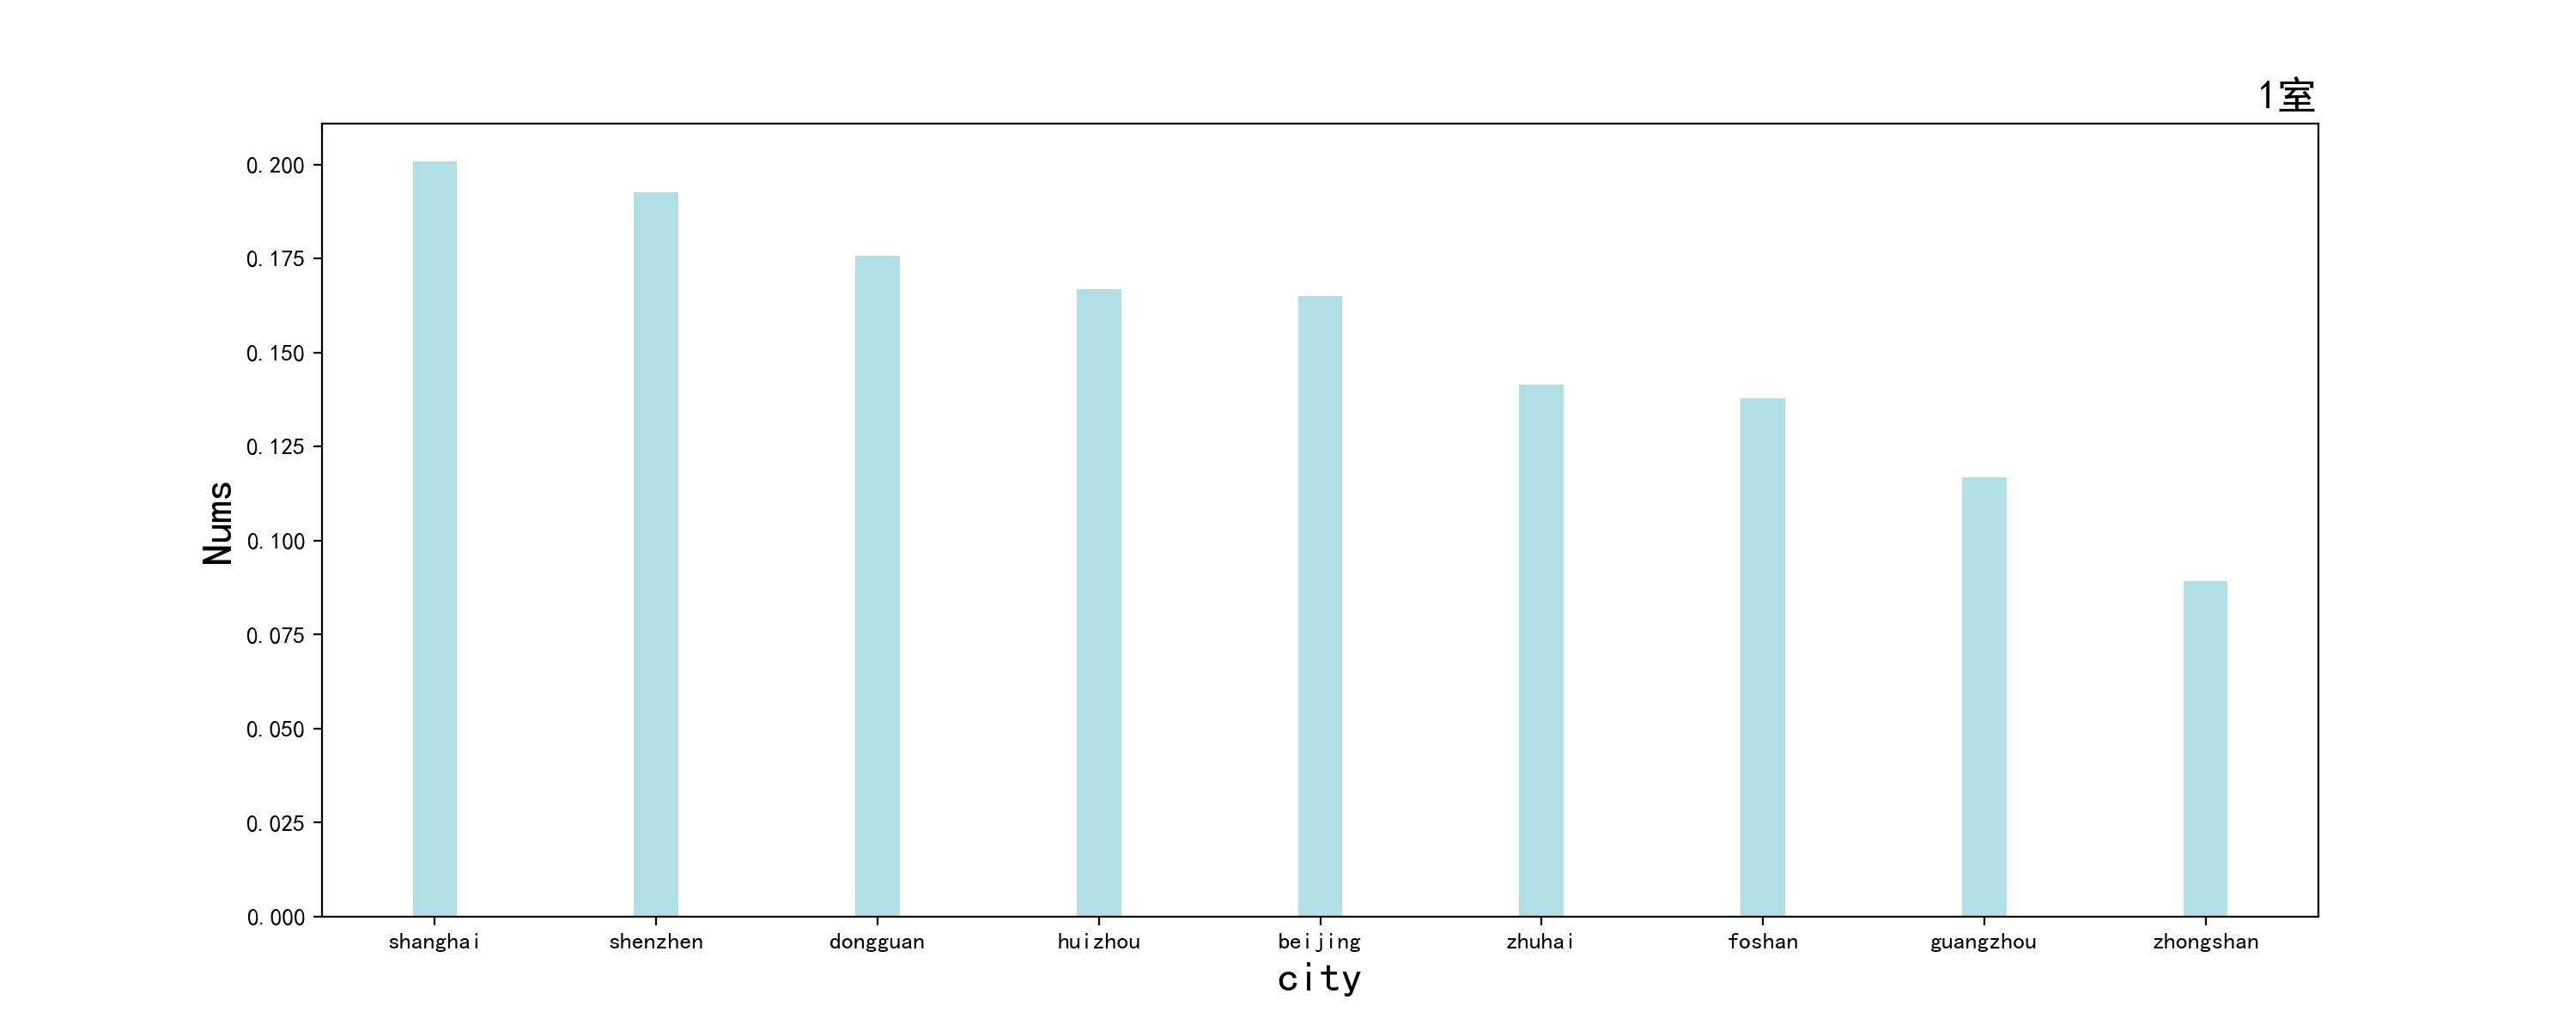 1室
0.200
0.175
0.150
0.125
0.100
0.075
0.050
0.025
0.000
Nums
shanghai shenzhen dongguan huizhou beijing zhuhai foshan guangzhou zhongshan
city